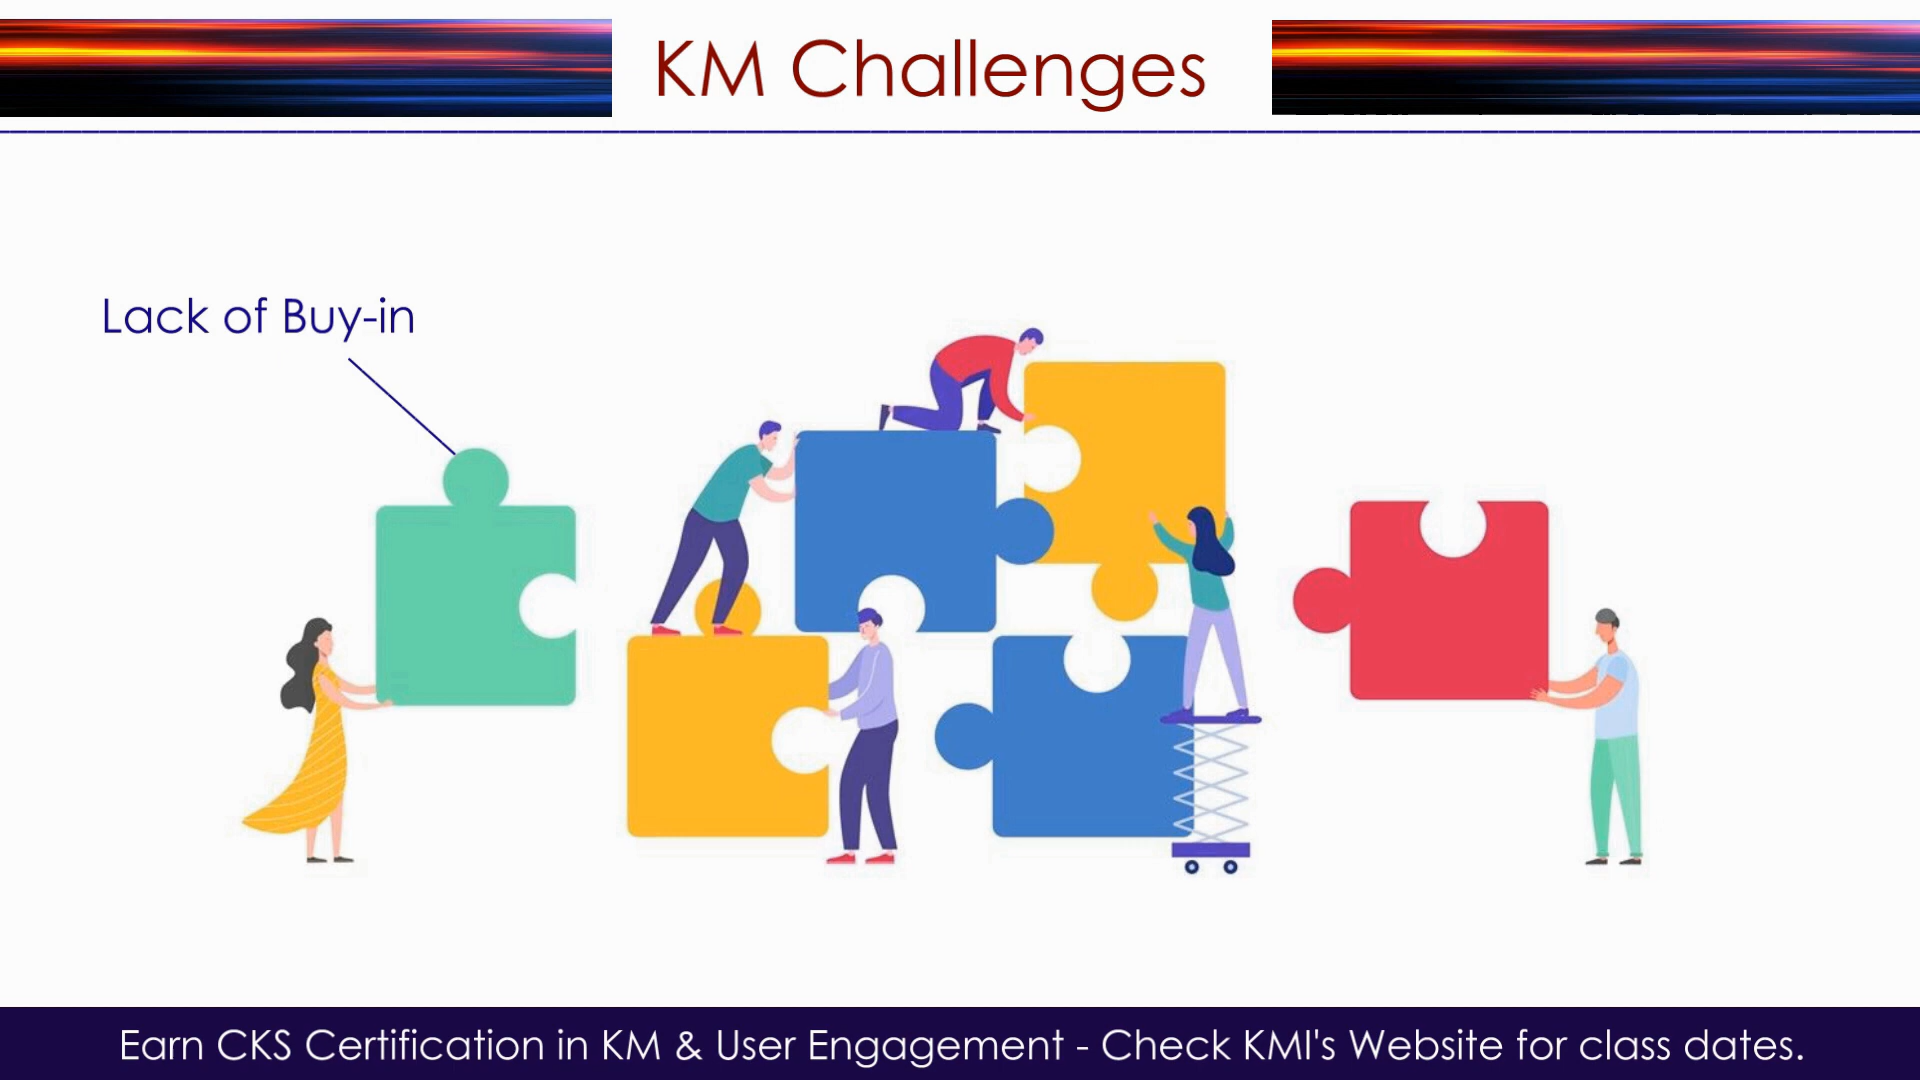 KM Challenges
Lack of Buy-in
Earn CKS Certification in KM & User Engagement - Check KMI's Website for class dates.